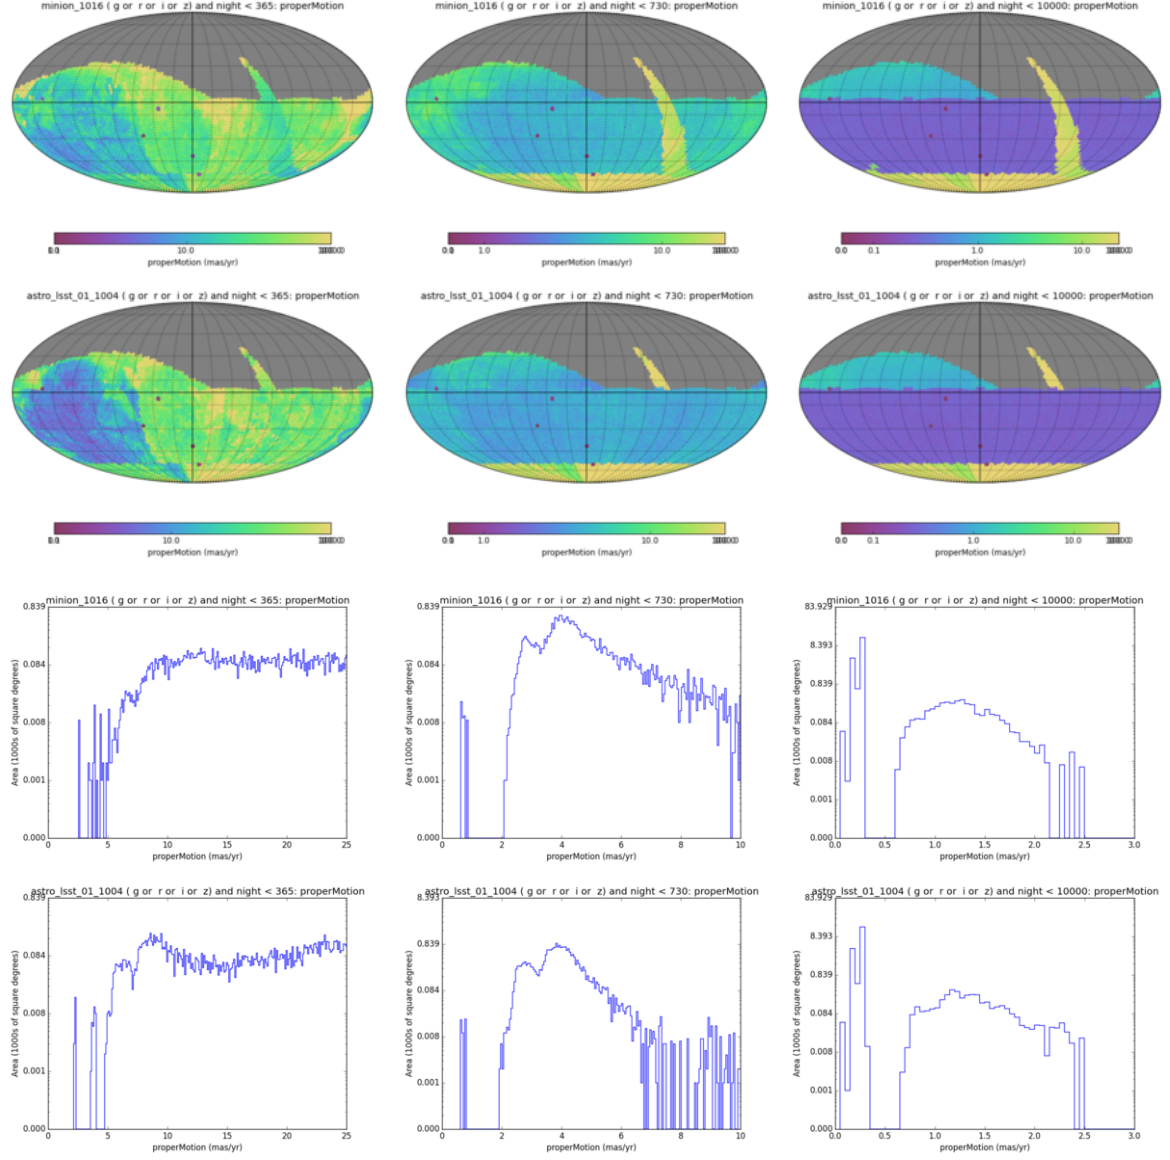 minion_1016 ( g or r or i or z) and night < 365: properMotion
minion_1016 ( g or r or i or z) and night < 730: properMotion
minion_1016 ( g or r or i or z) and night < 10000: properMotion
10.0
1.0 10.0
0.0 0.1 1.0 10.0
properMotion (mas/yr)
properMotion (mas/yr)
properMotion (mas/yr)
astro_lsst_01_1004 ( g or r or i or z) and night < 365: properMotion
astro_lsst_01_1004 ( g or r or i or z) and night < 730: properMotion
astro_lsst_01_1004 ( g or r or i or z) and night < 10000: properMotion
10.0
1.0 10.0
0.0 0.1 1.0 10.0
properMotion (mas/yr)
properMotion (mas/yr)
properMotion (mas/yr)
minion_1016 ( g or r or i or z) and night < 365: properMotion
0.839
0.084
0.008
0.001
0.000
Area (1000s of square degrees)
0 5 10 15 20 25
properMotion (mas/yr)
minion_1016 ( g or r or i or z) and night < 730: properMotion
0.839
0.084
0.008
0.001
0.000
Area (1000s of square degrees)
0 2 4 6 8 10
properMotion (mas/yr)
minion_1016 ( g or r or i or z) and night < 10000: properMotion
83.929
8.393
0.839
0.084
0.008
0.001
0.000
Area (1000s of square degrees)
0.0 0.5 1.0 1.5 2.0 2.5 3.0
properMotion (mas/yr)
astro_lsst_01_1004 ( g or r or i or z) and night < 365: properMotion
0.839
0.084
0.008
0.001
0.000
Area (1000s of square degrees)
0 5 10 15 20 25
properMotion (mas/yr)
astro_lsst_01_1004 ( g or r or i or z) and night < 730: properMotion
8.393
0.839
0.084
0.008
0.001
0.000
Area (1000s of square degrees)
0 2 4 6 8 10
properMotion (mas/yr)
astro_lsst_01_1004 ( g or r or i or z) and night < 10000: properMotion
83.929
8.393
0.839
0.084
0.008
0.001
0.000
Area (1000s of square degrees)
0.0 0.5 1.0 1.5 2.0 2.5 3.0
properMotion (mas/yr)